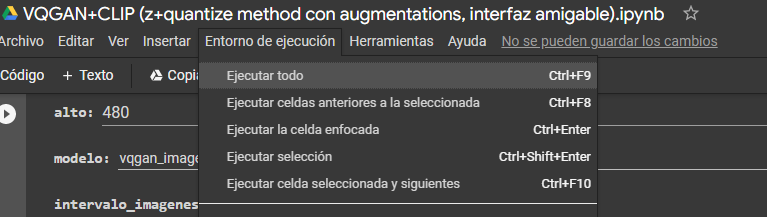 VQGAN+CLIP (z+quantize method con augmentations, interfaz amigable).ipynb
Archivo Editar Ver Insertar Entorno de ejecución Herramientas Ayuda No se pueden guardar los cambios
Código + Texto Copia
Ejecutar todo Ctrl+F9
alto: 480
Ejecutar celdas anteriores a la seleccionada Ctrl+F8
Ejecutar la celda enfocada Ctrl+Enter
modelo: vqgan_image
Ejecutar selección Ctrl+Shift+Enter
Ejecutar celda seleccionada y siguientes Ctrl+F10
intervalo_imagenes